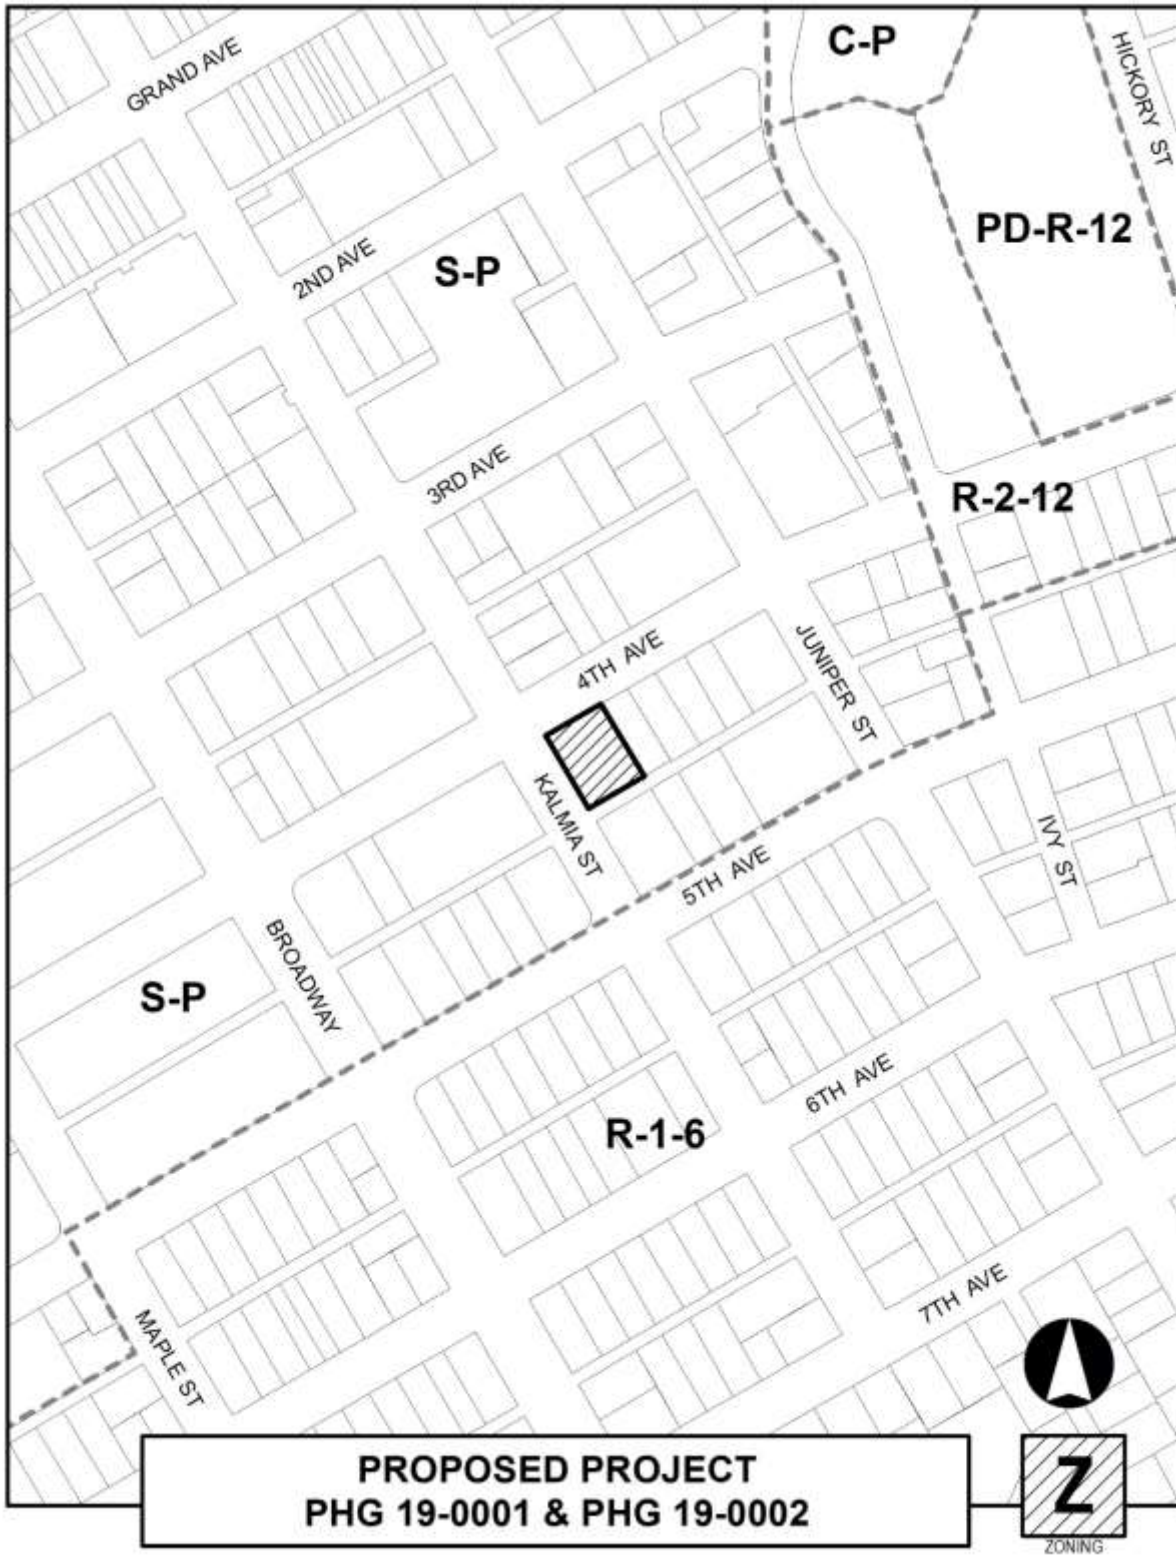 C-P
HICKORY ST
GRAND AVE
PD-R-12
2ND AVE
S-P
3RD AVE
R-2-12
4TH AVE
JUNIPER ST
KALMIA ST
IVY ST
5TH AVE
BROADWAY
S-P
6TH AVE
R-1-6
7TH AVE
MAPLE ST
PROPOSED PROJECT
PHG 19-0001 & PHG 19-0002
Z
ZONING